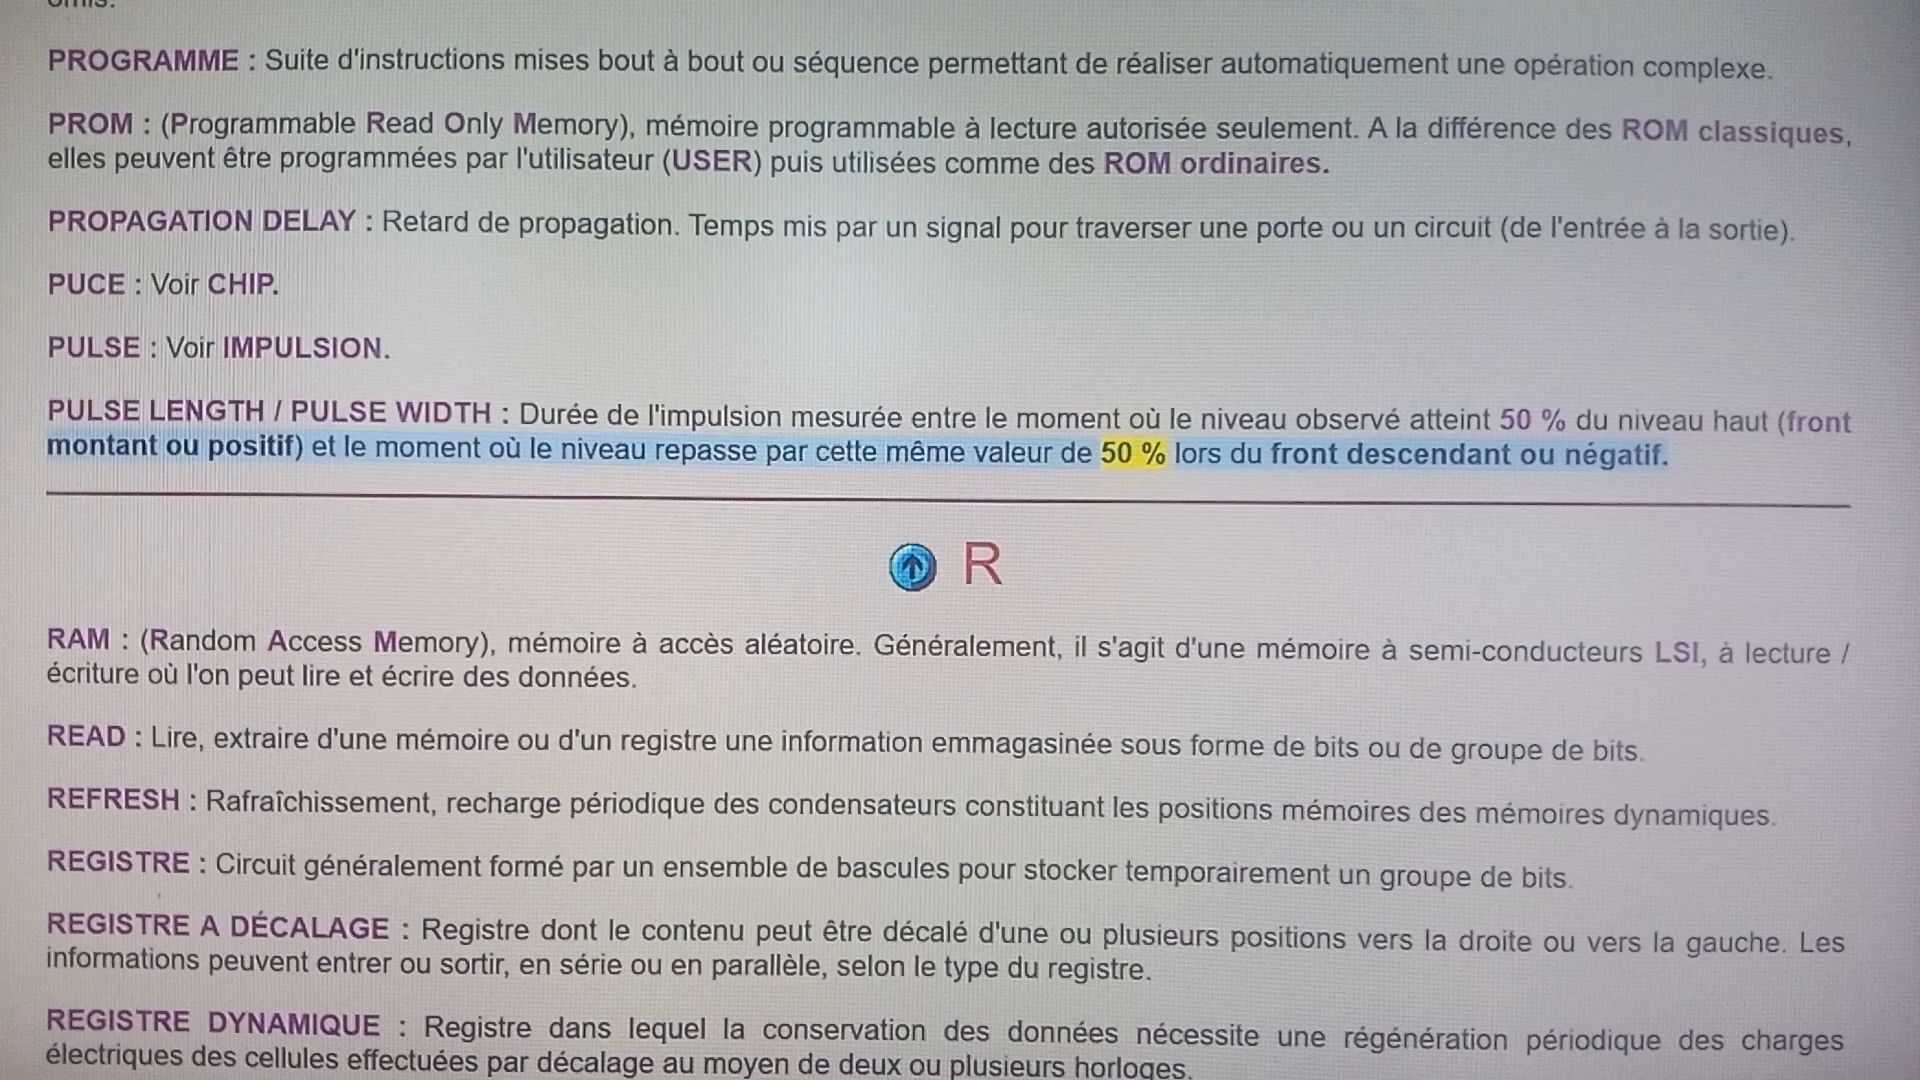 PROGRAMME : Suite d'instructions mises bout à bout ou séquence permettant de réaliser automatiquement une opération complexe.
PROM : (Programmable Read Only Memory), mémoire programmable à lecture autorisée seulement. A la différence des ROM classiques,
elles peuvent être programmées par l'utilisateur (USER) puis utilisées comme des ROM ordinaires.
PROPAGATION DELAY : Retard de propagation. Temps mis par un signal pour traverser une porte ou un circuit (de l'entrée à la sortie).
PUCE : Voir CHIP.
PULSE : Voir IMPULSION.
PULSE LENGTH / PULSE WIDTH : Durée de l'impulsion mesurée entre le moment où le niveau observé atteint 50 % du niveau haut (front
montant ou positif) et le moment où le niveau repasse par cette même valeur de 50 % lors du front descendant ou négatif.
R
RAM : (Random Access Memory), mémoire à accès aléatoire. Généralement, il s'agit d'une mémoire à semi-conducteurs LSI, à lecture /
écriture où l'on peut lire et écrire des données.
READ : Lire, extraire d'une mémoire ou d'un registre une information emmagasinée sous forme de bits ou de groupe de bits.
REFRESH : Rafraîchissement, recharge périodique des condensateurs constituant les positions mémoires des mémoires dynamiques.
REGISTRE : Circuit généralement formé par un ensemble de bascules pour stocker temporairement un groupe de bits.
REGISTRE A DÉCALAGE : Registre dont le contenu peut être décalé d'une ou plusieurs positions vers la droite ou vers la gauche. Les
informations peuvent entrer ou sortir, en série ou en parallèle, selon le type du registre.
REGISTRE DYNAMIQUE : Registre dans lequel la conservation des données nécessite une régénération périodique des charges
électriques des cellules effectuées par décalage au moyen de deux ou plusieurs horloges.